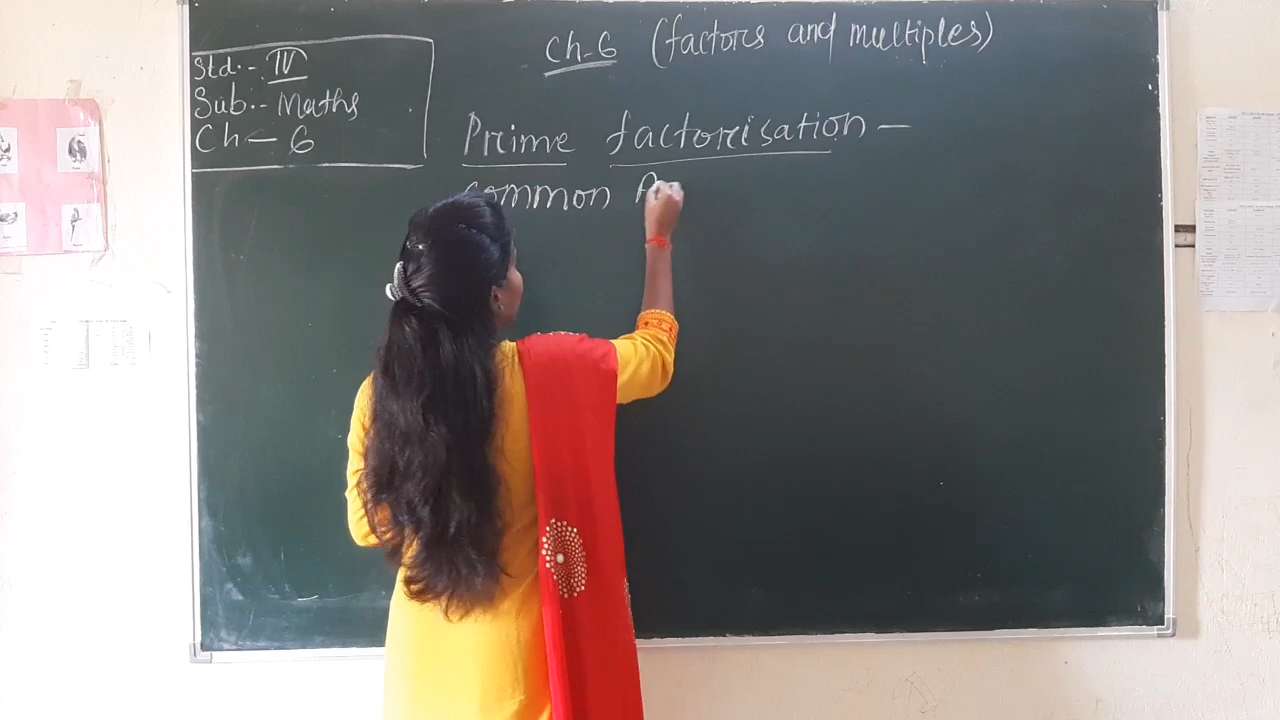 Std.- IV
Sub.- Maths
Ch - 6
Ch-6 (factors and multiples)
Prime factorisation -
common